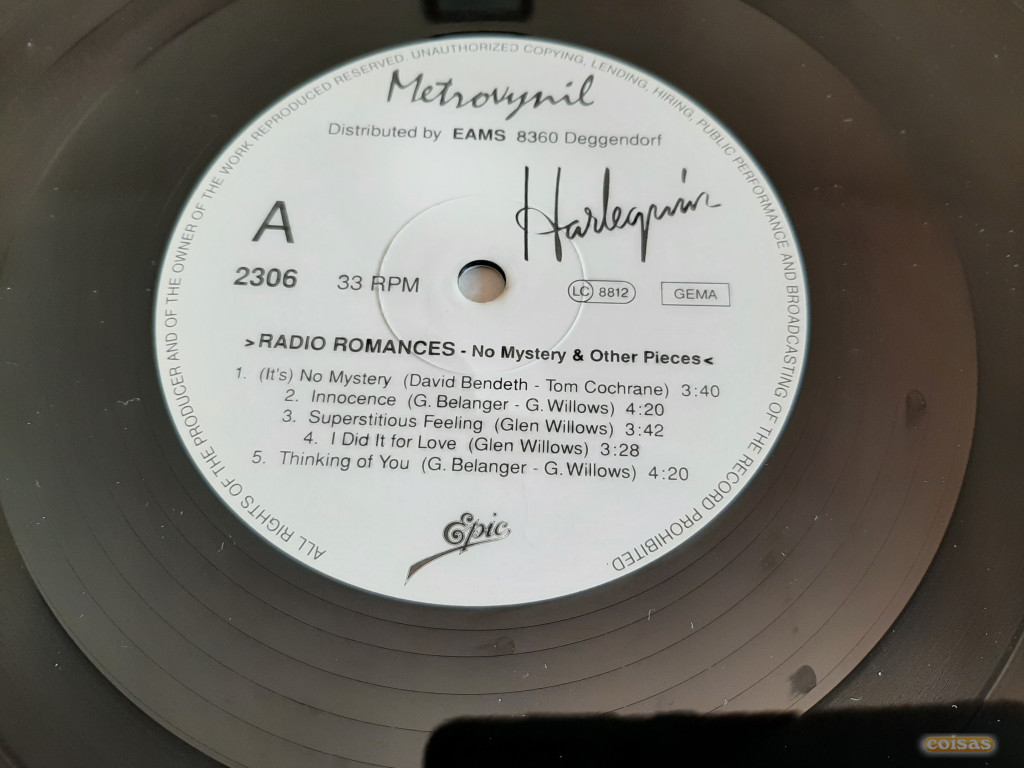 ALL RIGHTS OF THE PRODUCER AND OF THE OWNER OF THE WORK REPRODUCED RESERVED. UNAUTHORIZED COPYING, LENDING, HIRING, PUBLIC PERFORMANCE AND BROADCASTING OF THE RECORD PROHIBITED.
Metrovynil
Distributed by EAMS 8360 Deggendorf
Harlequin
A
2306 33 RPM LC 8812 GEMA
>RADIO ROMANCES - No Mystery & Other Pieces<
1. (It's) No Mystery (David Bendeth - Tom Cochrane) 3:40
2. Innocence (G. Belanger - G. Willows) 4:20
3. Superstitious Feeling (Glen Willows) 3:42
4. I Did It for Love (Glen Willows) 3:28
5. Thinking of You (G. Belanger - G. Willows) 4:20
Epic
coisas